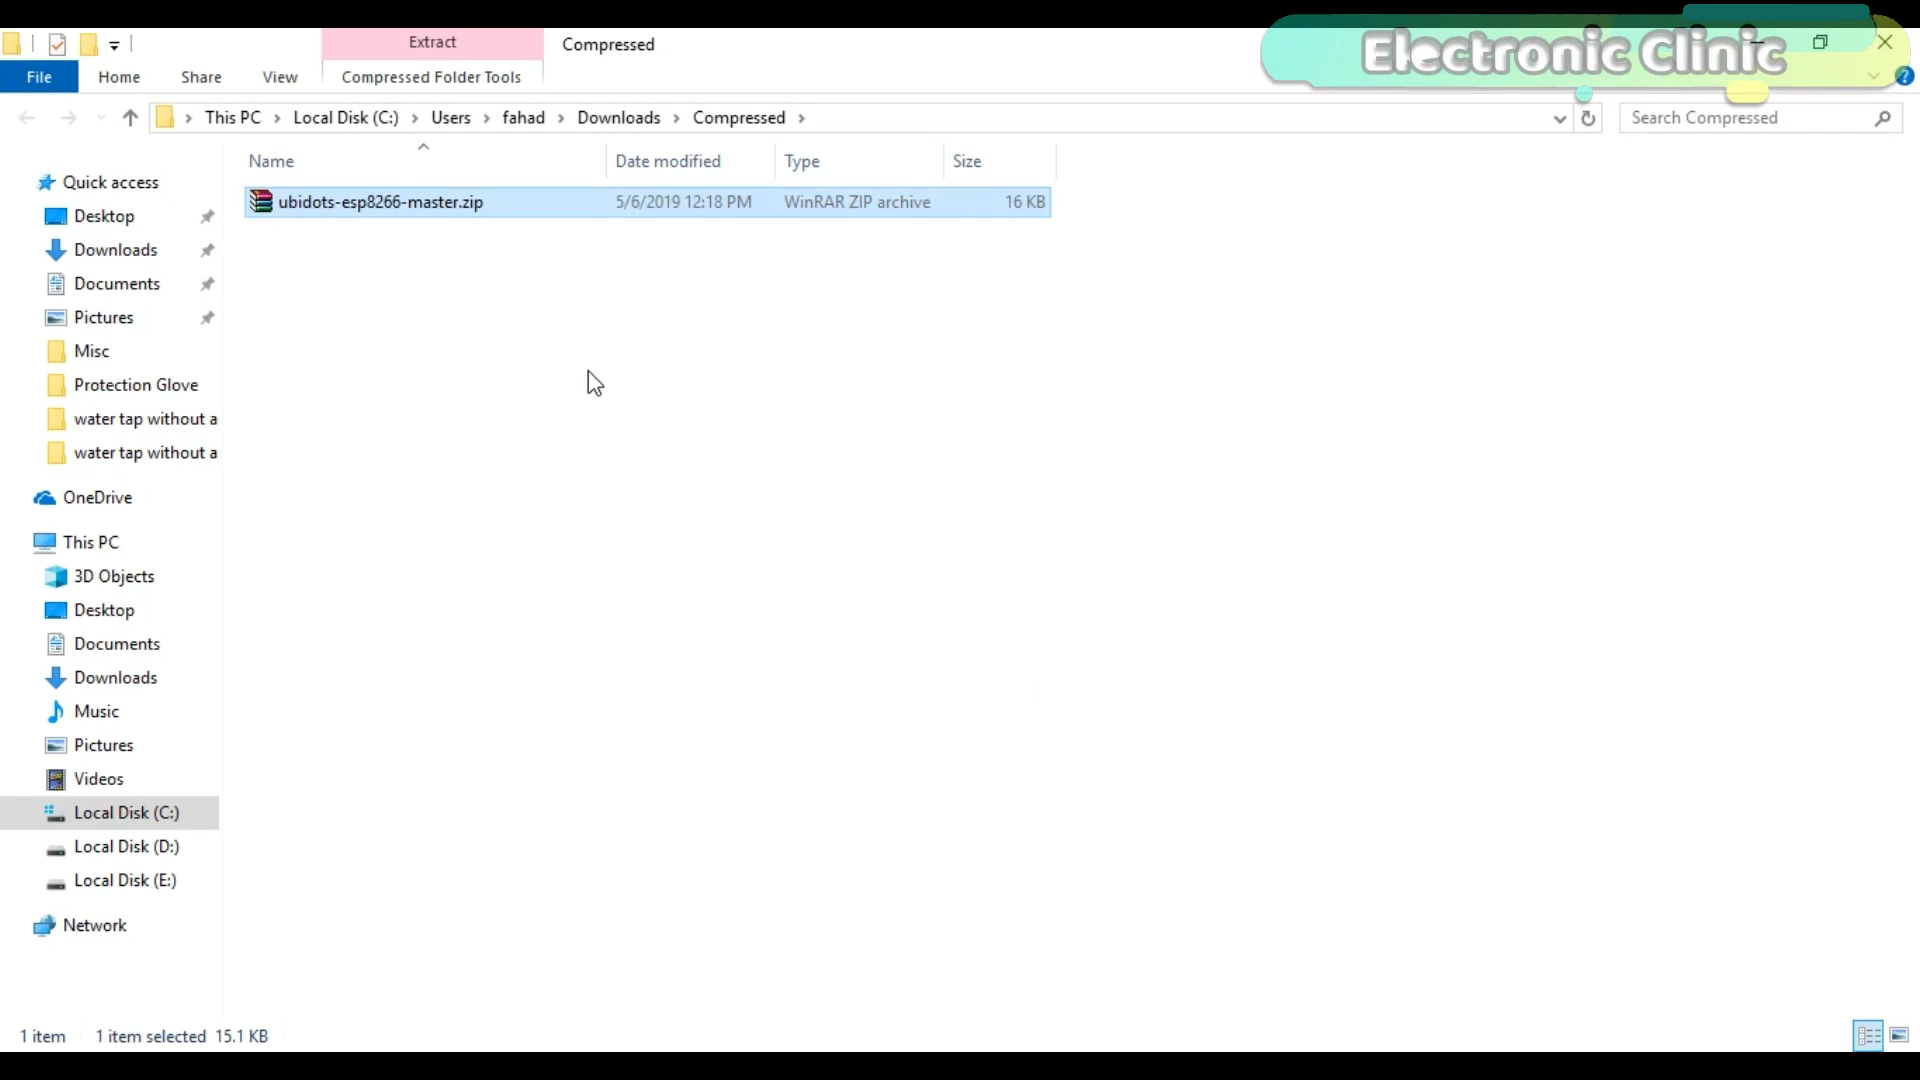 Extract
Compressed
Electronic Clinic
File
Home
Share
View
Compressed Folder Tools
This PC
Local Disk (C:)
Users
fahad
Downloads
Compressed
Search Compressed
Name
Date modified
Type
Size
ubidots-esp8266-master.zip
5/6/2019 12:18 PM
WinRAR ZIP archive
16 KB
Quick access
Desktop
Downloads
Documents
Pictures
Misc
Protection Glove
water tap without a
water tap without a
OneDrive
This PC
3D Objects
Desktop
Documents
Downloads
Music
Pictures
Videos
Local Disk (C:)
Local Disk (D:)
Local Disk (E:)
Network
1 item
1 item selected 15.1 KB